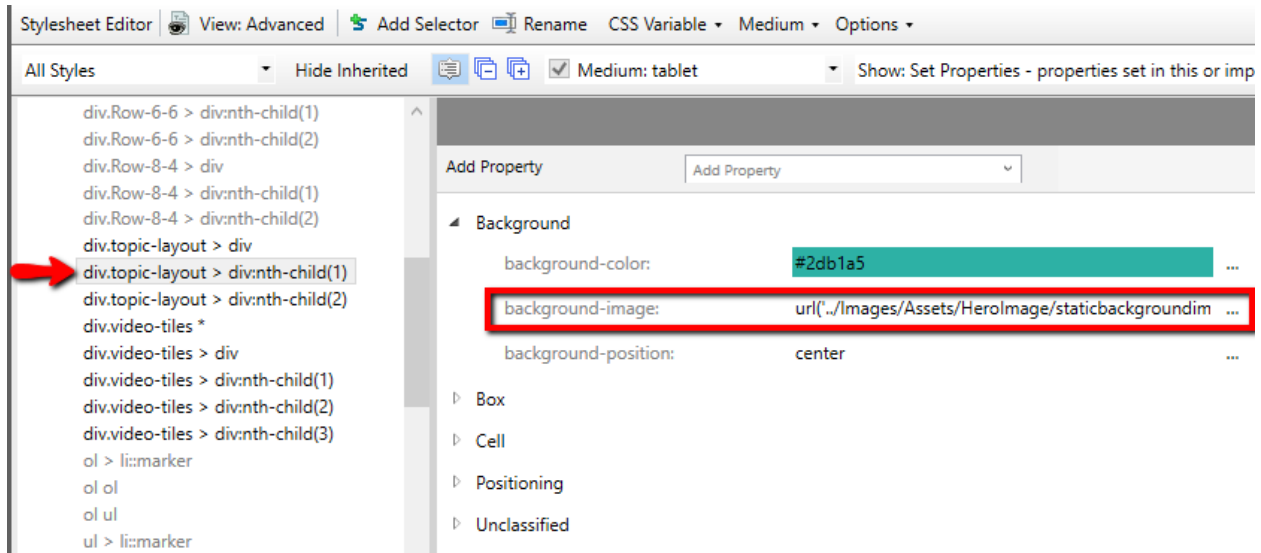 Stylesheet Editor View: Advanced Add Selector Rename CSS Variable Medium Options
All Styles Hide Inherited Medium: tablet Show: Set Properties - properties set in this or imp
div.Row-6-6 > div:nth-child(1)
div.Row-6-6 > div:nth-child(2)
div.Row-8-4 > div
div.Row-8-4 > div:nth-child(1)
div.Row-8-4 > div:nth-child(2)
div.topic-layout > div
div.topic-layout > div:nth-child(1)
div.topic-layout > div:nth-child(2)
div.video-tiles *
div.video-tiles > div
div.video-tiles > div:nth-child(1)
div.video-tiles > div:nth-child(2)
div.video-tiles > div:nth-child(3)
ol > li::marker
ol ol
ol ul
ul > li::marker
Add Property Add Property
Background
background-color: #2db1a5 ...
background-image: url('../Images/Assets/HeroImage/staticbackgroundim ...
background-position: center ...
Box
Cell
Positioning
Unclassified